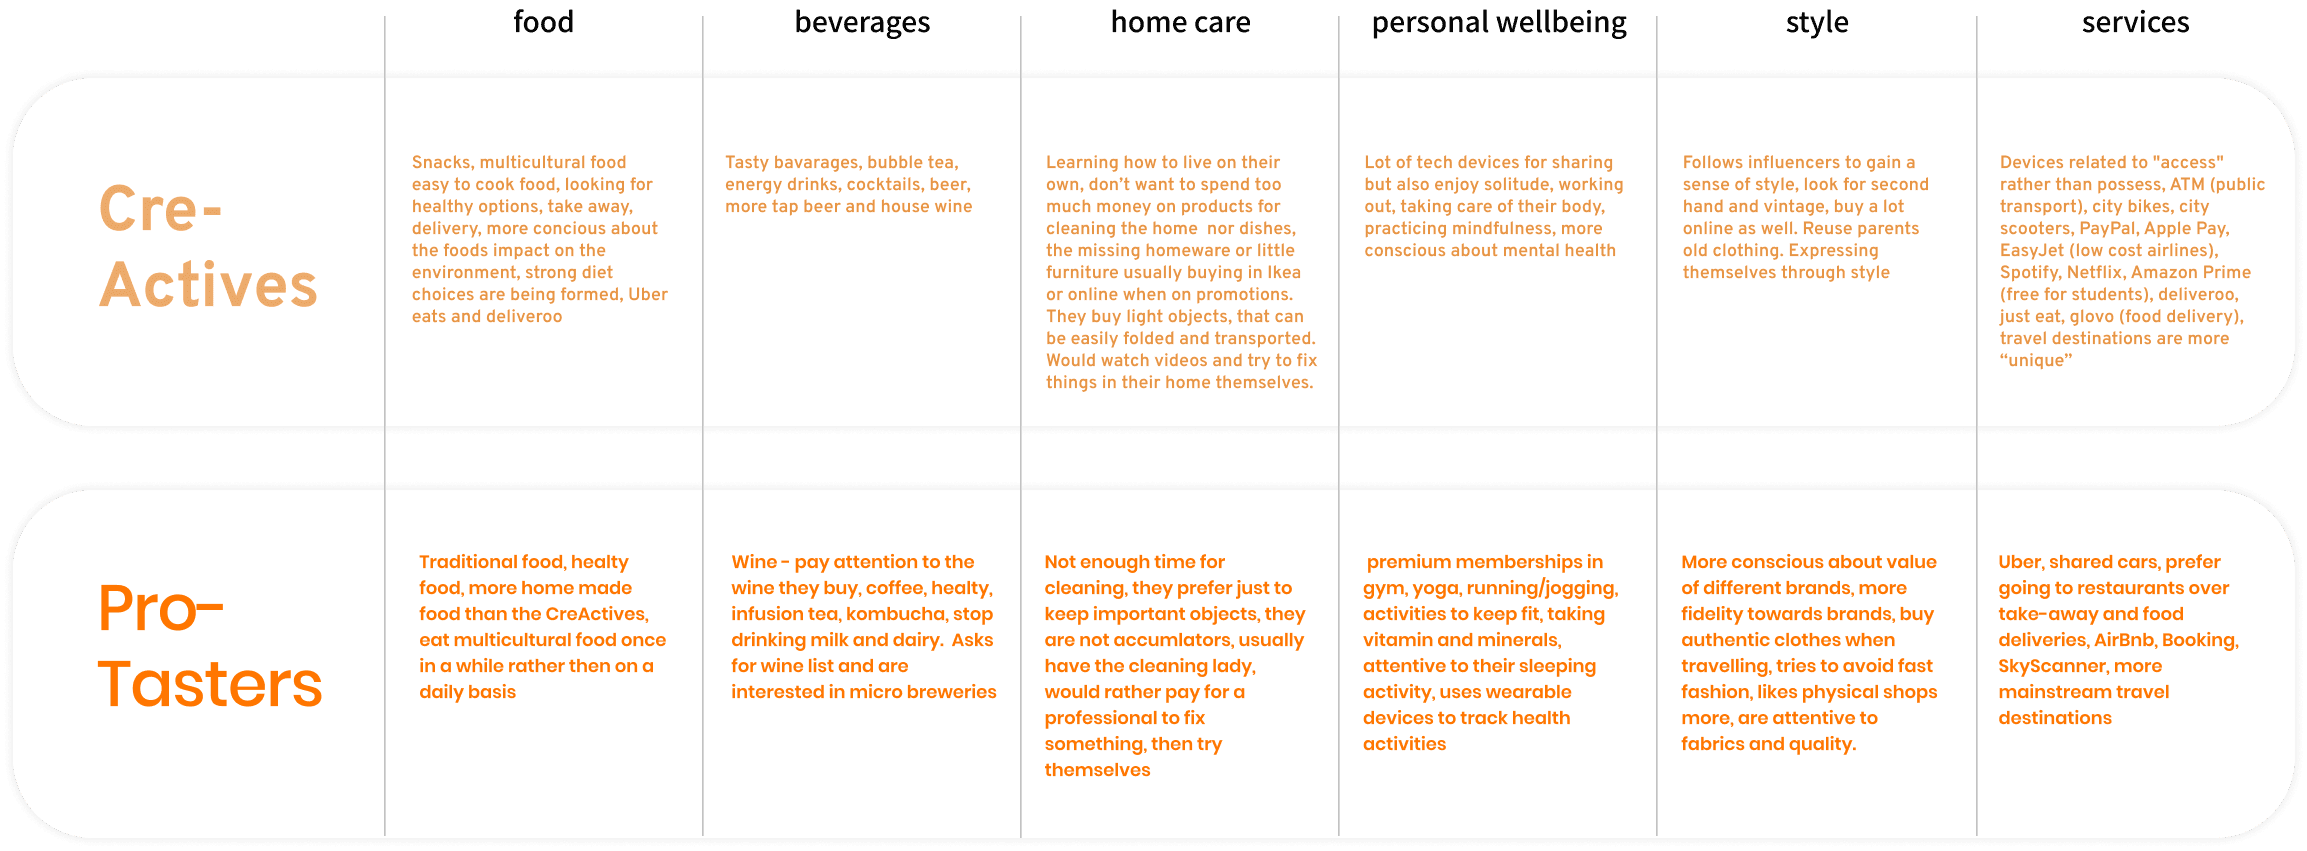 food
beverages
home care
personal wellbeing
style
services
Cre-
Actives
Snacks, multicultural food
easy to cook food, looking for
healthy options, take away,
delivery, more concious about
the foods impact on the
environment, strong diet
choices are being formed, Uber
eats and deliveroo
Tasty bavarages, bubble tea,
energy drinks, cocktails, beer,
more tap beer and house wine
Learning how to live on their
own, don’t want to spend too
much money on products for
cleaning the home  nor dishes,
the missing homeware or little
furniture usually buying in Ikea
or online when on promotions.
They buy light objects, that can
be easily folded and transported.
Would watch videos and try to fix
things in their home themselves.
Lot of tech devices for sharing
but also enjoy solitude, working
out, taking care of their body,
practicing mindfulness, more
conscious about mental health
Follows influencers to gain a
sense of style, look for second
hand and vintage, buy a lot
online as well. Reuse parents
old clothing. Expressing
themselves through style
Devices related to "access"
rather than possess, ATM (public
transport), city bikes, city
scooters, PayPal, Apple Pay,
EasyJet (low cost airlines),
Spotify, Netflix, Amazon Prime
(free for students), deliveroo,
just eat, glovo (food delivery),
travel destinations are more
“unique”
Pro-
Tasters
Traditional food, healty
food, more home made
food than the CreActives,
eat multicultural food once
in a while rather then on a
daily basis
Wine - pay attention to the
wine they buy, coffee, healty,
infusion tea, kombucha, stop
drinking milk and dairy.  Asks
for wine list and are
interested in micro breweries
Not enough time for
cleaning, they prefer just to
keep important objects, they
are not accumlators, usually
have the cleaning lady,
would rather pay for a
professional to fix
something, then try
themselves
premium memberships in
gym, yoga, running/jogging,
activities to keep fit, taking
vitamin and minerals,
attentive to their sleeping
activity, uses wearable
devices to track health
activities
More conscious about value
of different brands, more
fidelity towards brands, buy
authentic clothes when
travelling, tries to avoid fast
fashion, likes physical shops
more, are attentive to
fabrics and quality.
Uber, shared cars, prefer
going to restaurants over
take-away and food
deliveries, AirBnb, Booking,
SkyScanner, more
mainstream travel
destinations